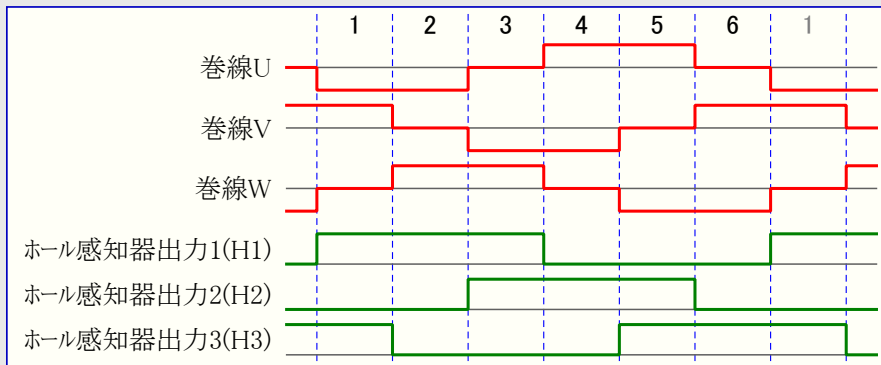 1 2 3 4 5 6 1
巻線U
巻線V
巻線W
ホール感知器出力1(H1)
ホール感知器出力2(H2)
ホール感知器出力3(H3)